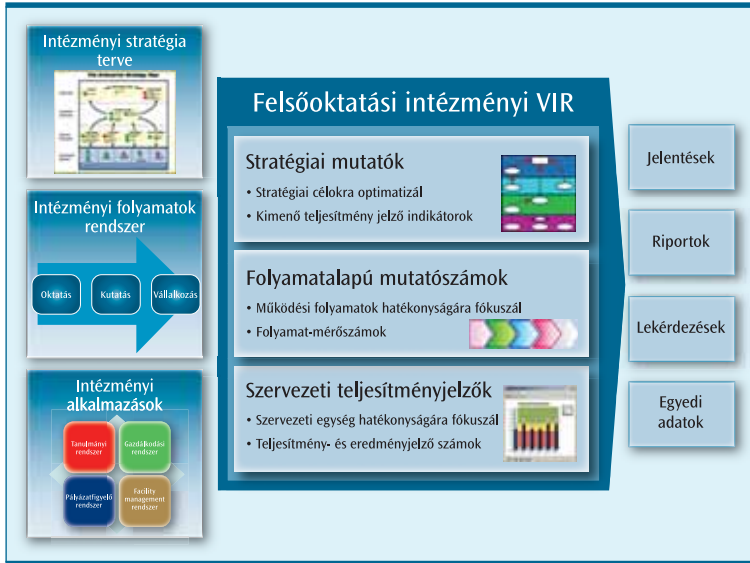 Intézményi stratégia
terve
Intézményi folyamatok
rendszer
Oktatás
Kutatás
Vállalkozás
Intézményi
alkalmazások
Tanulmányi
rendszer
Gazdálkodási
rendszer
Pályázatfigyelő
rendszer
Facility
management
rendszer
Felsőoktatási intézményi VIR
Stratégiai mutatók
• Stratégiai célokra optimatizál
• Kimenő teljesítmény jelző indikátorok
Folyamatalapú mutatószámok
• Működési folyamatok hatékonyságára fókuszál
• Folyamat-mérőszámok
Szervezeti teljesítményjelzők
• Szervezeti egység hatékonyságára fókuszál
• Teljesítmény- és eredményjelző számok
Jelentések
Riportok
Lekérdezések
Egyedi
adatok